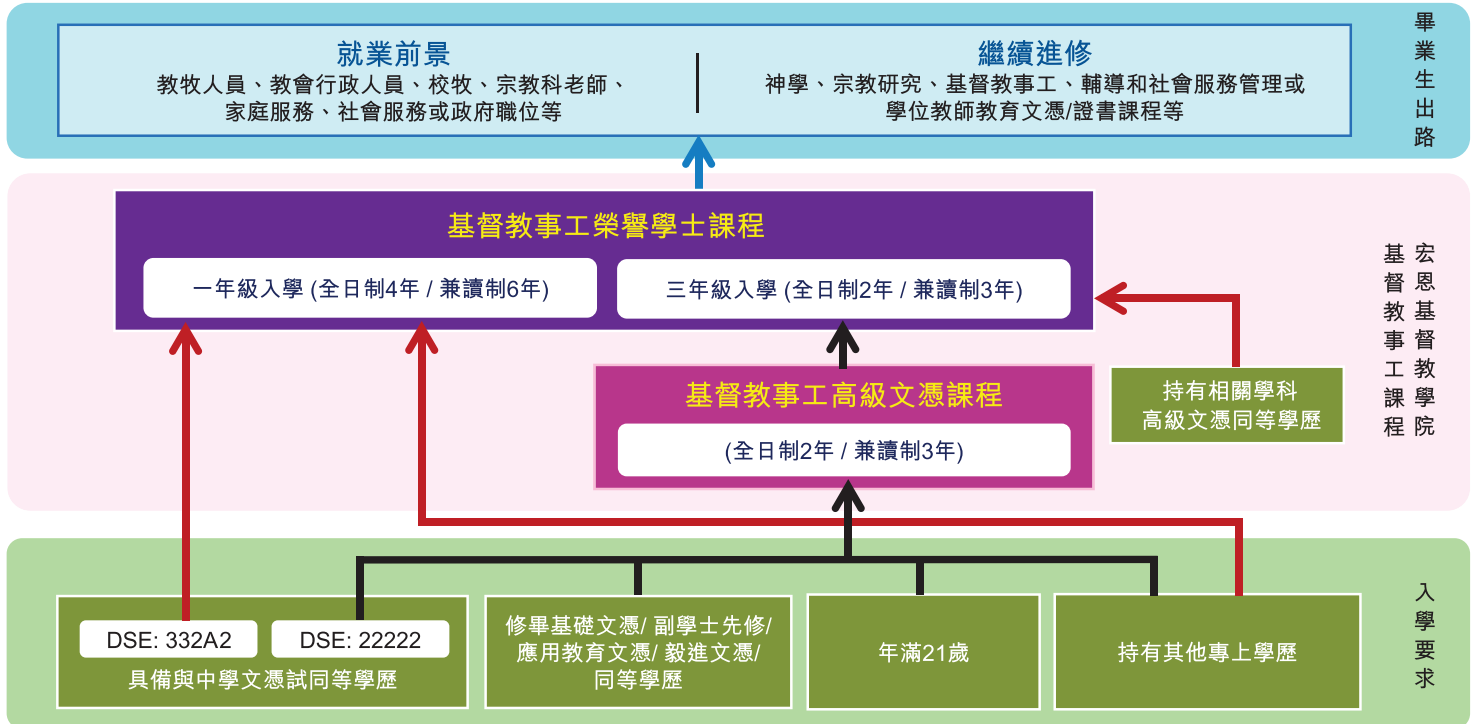 畢業生出路
就業前景
教牧人員、教會行政人員、校牧、宗教科老師、
家庭服務、社會服務或政府職位等
繼續進修
神學、宗教研究、基督教事工、輔導和社會服務管理或
學位教師教育文憑/證書課程等
宏恩基督教學院
基督教事工課程
基督教事工榮譽學士課程
一年級入學 (全日制4年 / 兼讀制6年)
三年級入學 (全日制2年 / 兼讀制3年)
基督教事工高級文憑課程
(全日制2年 / 兼讀制3年)
持有相關學科
高級文憑同等學歷
入學要求
DSE: 332A2
DSE: 22222
具備與中學文憑試同等學歷
修畢基礎文憑/ 副學士先修/
應用教育文憑/ 毅進文憑/
同等學歷
年滿21歲
持有其他專上學歷